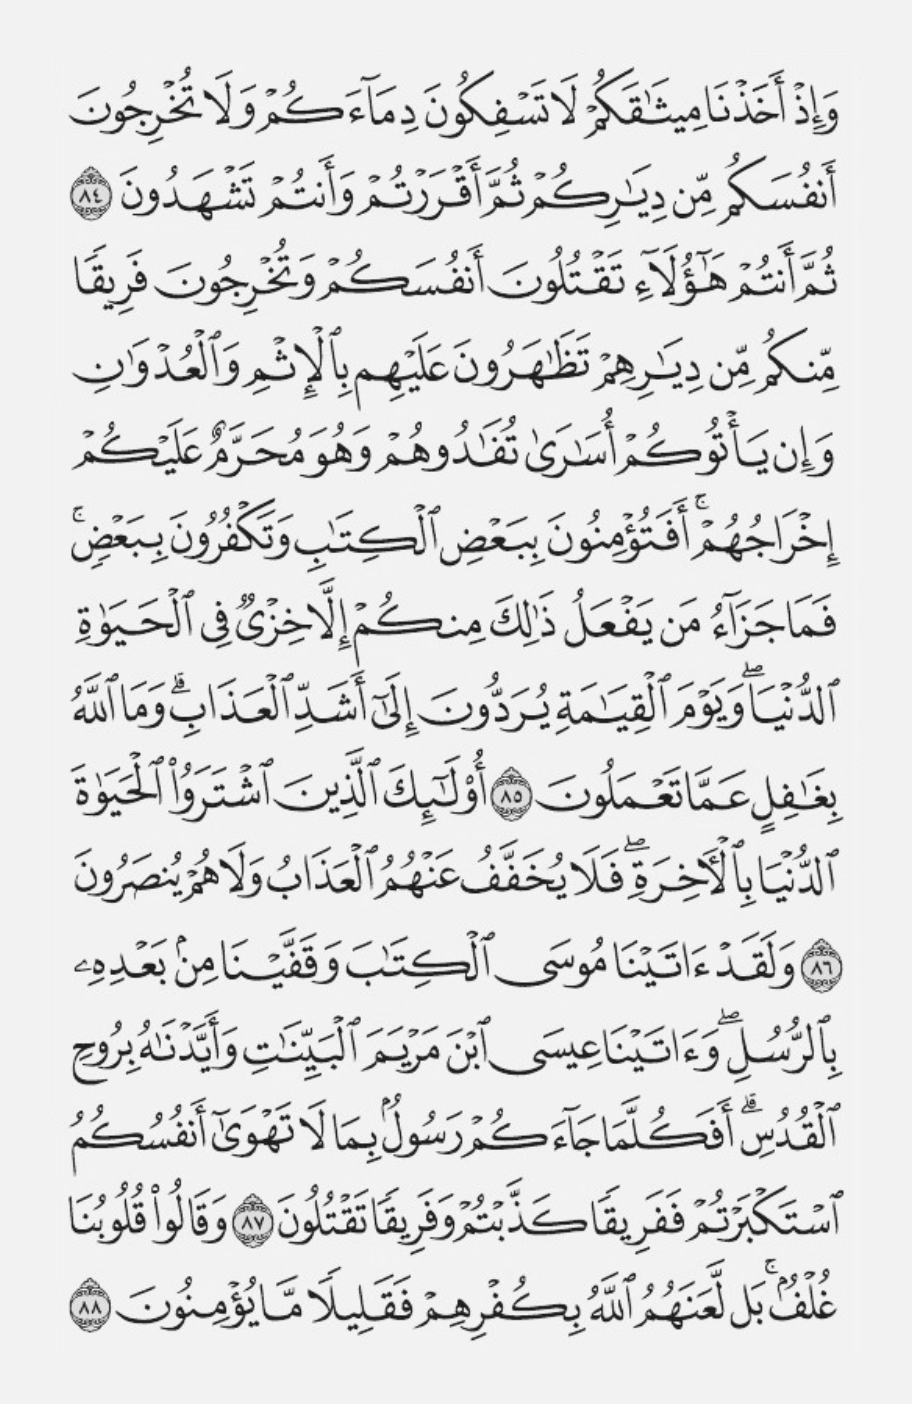 وَإِذْ أَخَذْنَا مِيثَٰقَكُمْ لَا تَسْفِكُونَ دِمَآءَكُمْ وَلَا تُخْرِجُونَ
أَنفُسَكُم مِّن دِيَٰرِكُمْ ثُمَّ أَقْرَرْتُمْ وَأَنتُمْ تَشْهَدُونَ ٨٤
ثُمَّ أَنتُمْ هَٰٓؤُلَآءِ تَقْتُلُونَ أَنفُسَكُمْ وَتُخْرِجُونَ فَرِيقًا
مِّنكُم مِّن دِيَٰرِهِمْ تَظَٰهَرُونَ عَلَيْهِم بِٱلْإِثْمِ وَٱلْعُدْوَٰنِ
وَإِن يَأْتُوكُمْ أُسَٰرَىٰ تُفَٰدُوهُمْ وَهُوَ مُحَرَّمٌ عَلَيْكُمْ
إِخْرَاجُهُمْ ۚ أَفَتُؤْمِنُونَ بِبَعْضِ ٱلْكِتَٰبِ وَتَكْفُرُونَ بِبَعْضٍ ۚ
فَمَا جَزَآءُ مَن يَفْعَلُ ذَٰلِكَ مِنكُمْ إِلَّا خِزْىٌ فِى ٱلْحَيَوٰةِ
ٱلدُّنْيَا ۖ وَيَوْمَ ٱلْقِيَٰمَةِ يُرَدُّونَ إِلَىٰٓ أَشَدِّ ٱلْعَذَابِ ۗ وَمَا ٱللَّهُ
بِغَٰفِلٍ عَمَّا تَعْمَلُونَ ٨٥ أُو۟لَٰٓئِكَ ٱلَّذِينَ ٱشْتَرَوُا۟ ٱلْحَيَوٰةَ
ٱلدُّنْيَا بِٱلْـَٔاخِرَةِ ۖ فَلَا يُخَفَّفُ عَنْهُمُ ٱلْعَذَابُ وَلَا هُمْ يُنصَرُونَ
٨٦ وَلَقَدْ ءَاتَيْنَا مُوسَى ٱلْكِتَٰبَ وَقَفَّيْنَا مِنۢ بَعْدِهِۦ
بِٱلرُّسُلِ ۖ وَءَاتَيْنَا عِيسَى ٱبْنَ مَرْيَمَ ٱلْبَيِّنَٰتِ وَأَيَّدْنَٰهُ بِرُوحِ
ٱلْقُدُسِ ۗ أَفَكُلَّمَا جَآءَكُمْ رَسُولٌۢ بِمَا لَا تَهْوَىٰٓ أَنفُسُكُمُ
ٱسْتَكْبَرْتُمْ فَفَرِيقًا كَذَّبْتُمْ وَفَرِيقًا تَقْتُلُونَ ٨٧ وَقَالُوا۟ قُلُوبُنَا
غُلْفٌۢ ۚ بَل لَّعَنَهُمُ ٱللَّهُ بِكُفْرِهِمْ فَقَلِيلًا مَّا يُؤْمِنُونَ ٨٨